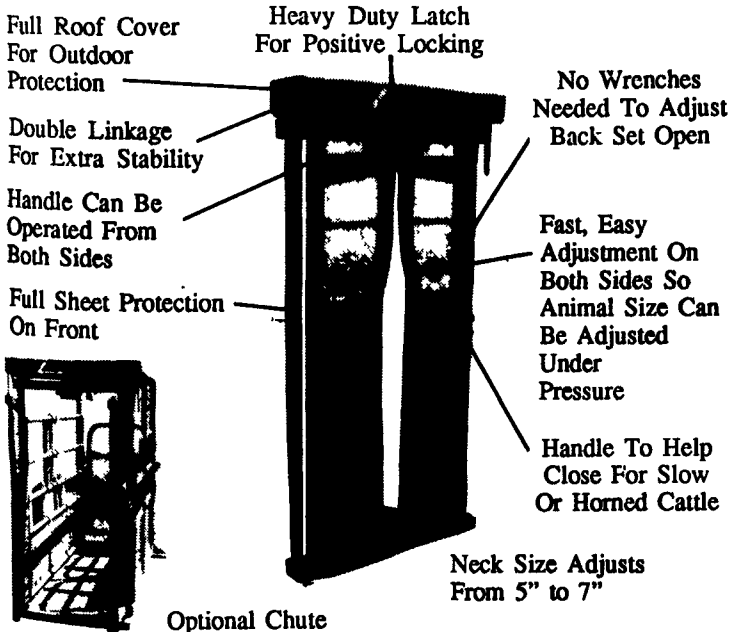 Full Roof Cover
For Outdoor
Protection
Heavy Duty Latch
For Positive Locking
Double Linkage
For Extra Stability
Handle Can Be
Operated From
Both Sides
Full Sheet Protection
On Front
No Wrenches
Needed To Adjust
Back Set Open
Fast, Easy
Adjustment On
Both Sides So
Animal Size Can
Be Adjusted
Under
Pressure
Handle To Help
Close For Slow
Or Horned Cattle
Neck Size Adjusts
From 5" to 7"
Optional Chute